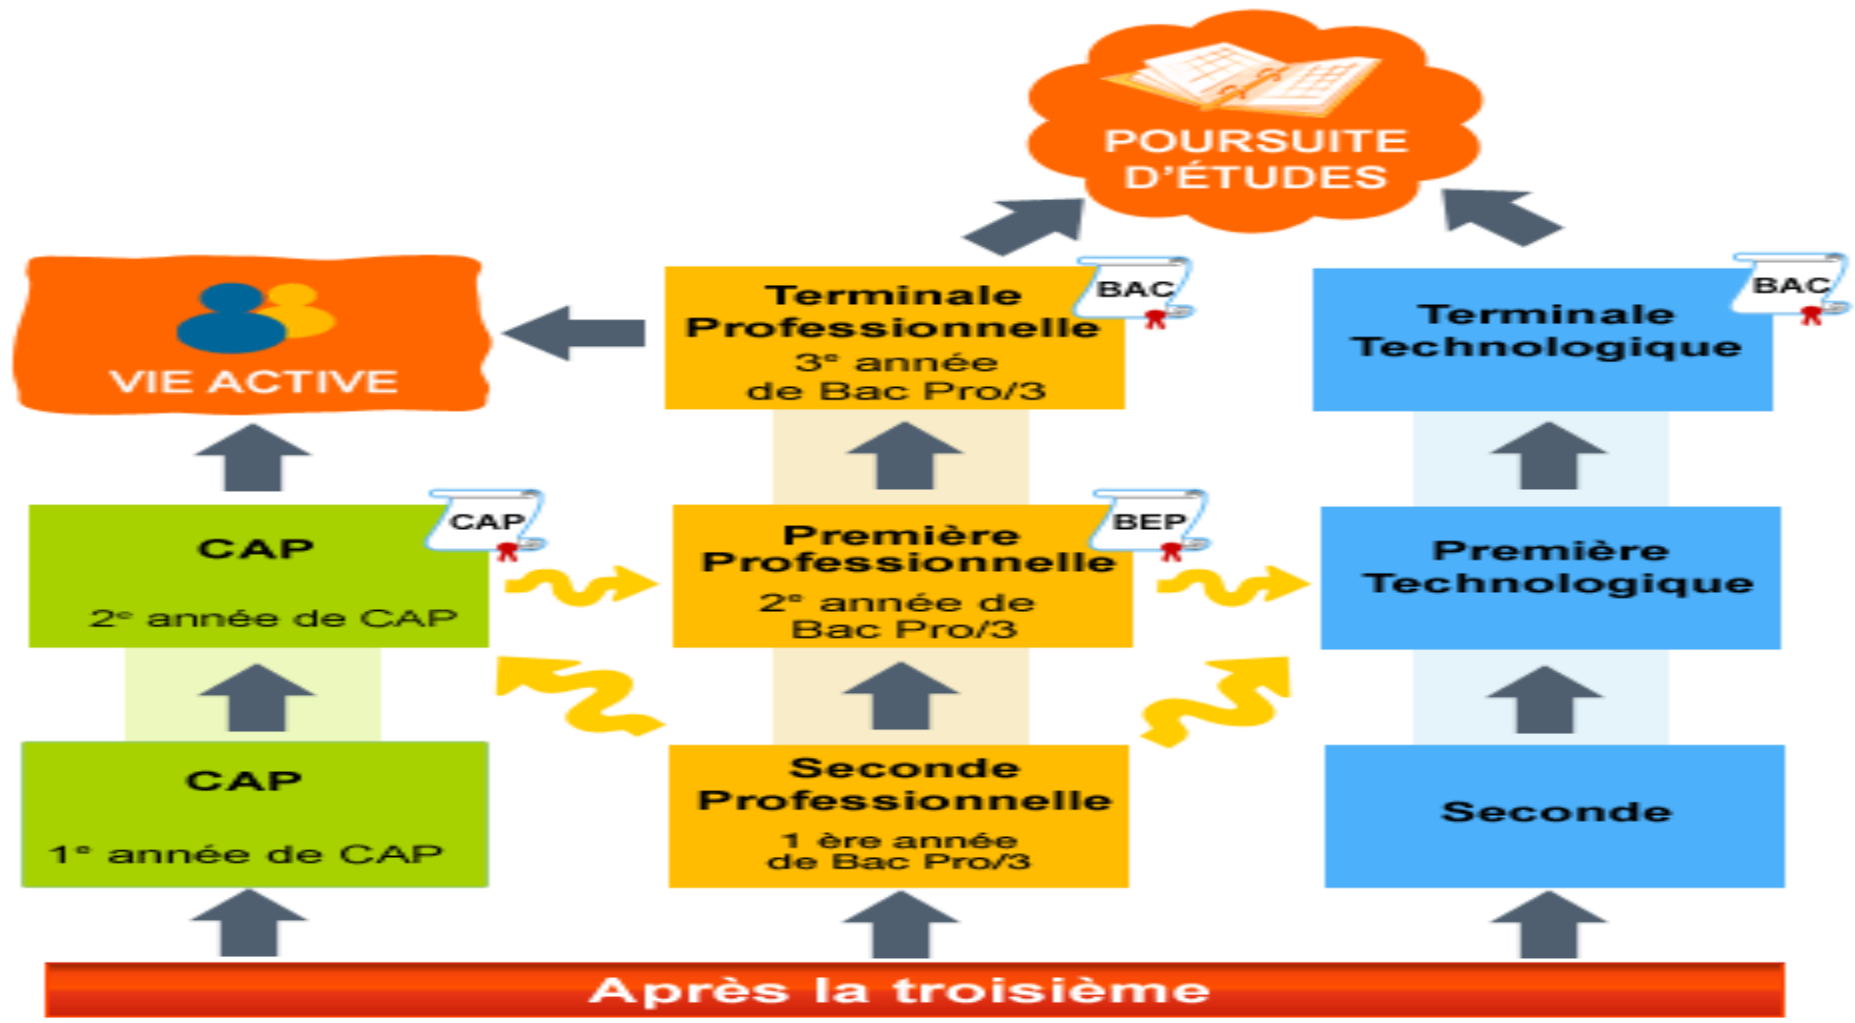 POURSUITE
D'ÉTUDES
VIE ACTIVE
Terminale
Professionnelle
3e année
de Bac Pro/3
BAC
Terminale
Technologique
BAC
CAP
2e année de CAP
CAP
Première
Professionnelle
2e année de
Bac Pro/3
BEP
Première
Technologique
CAP
1e année de CAP
Seconde
Professionnelle
1 ère année
de Bac Pro/3
Seconde
Après la troisième